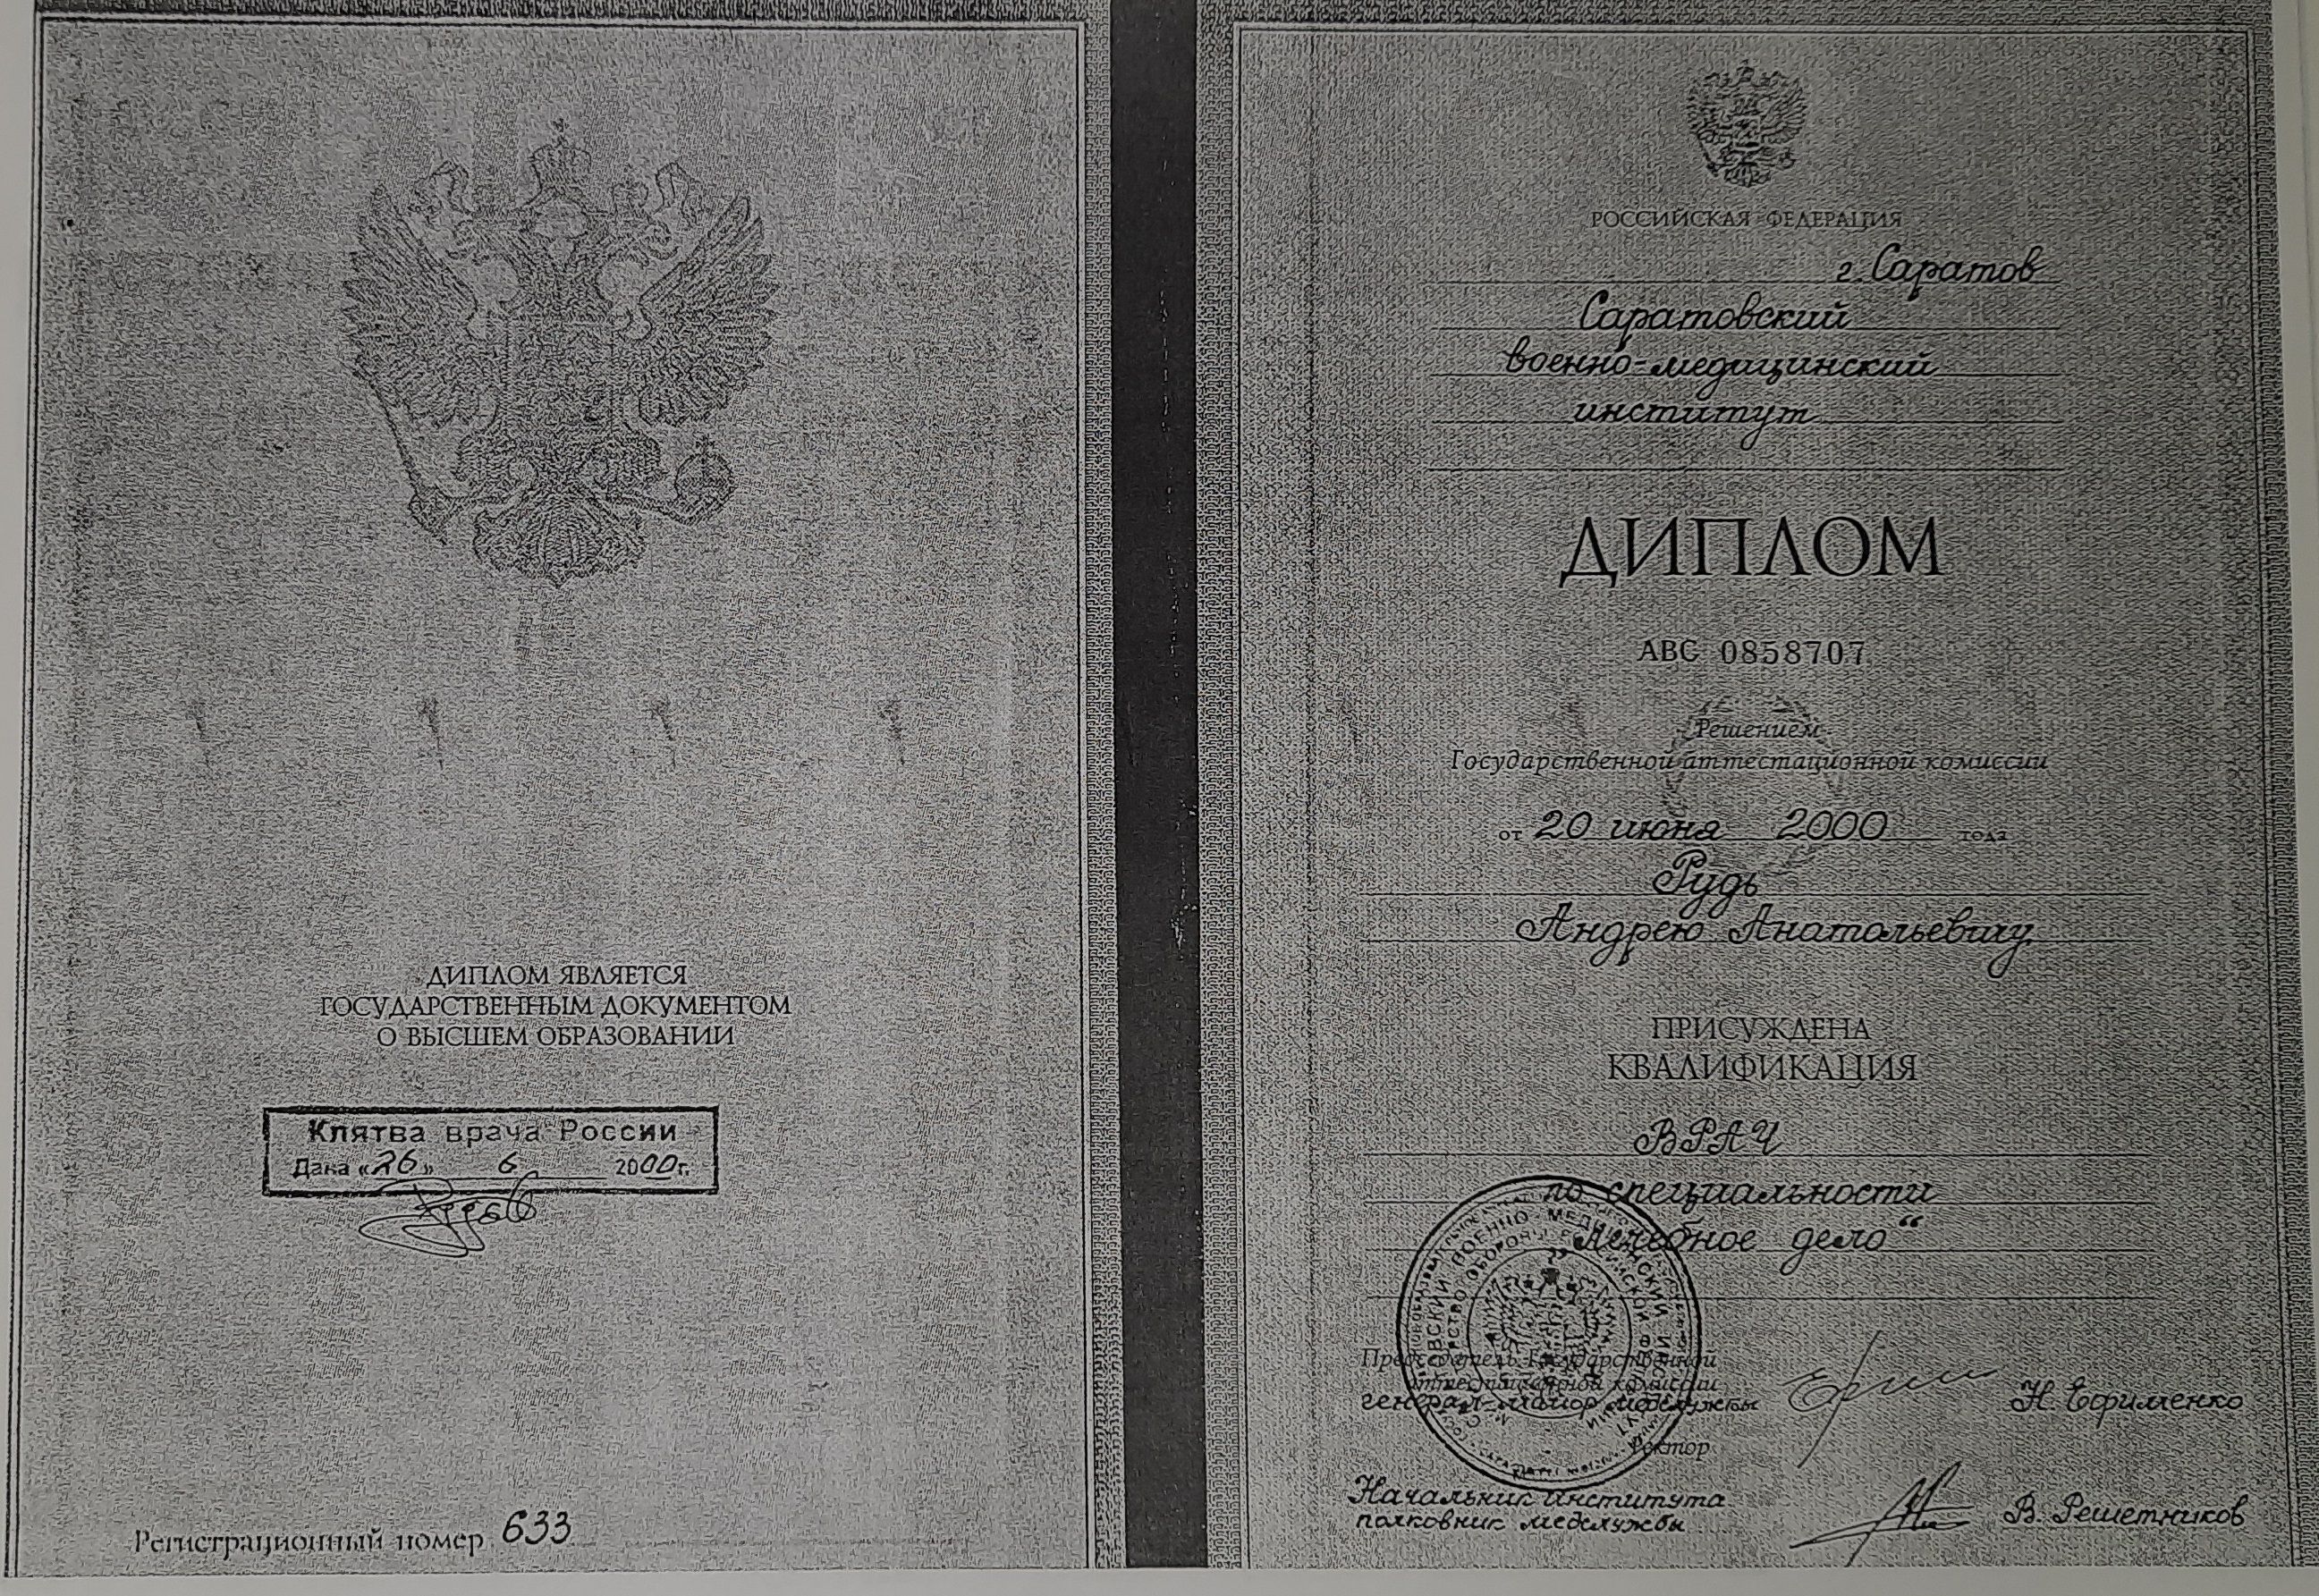 ДИПЛОМ ЯВЛЯЕТСЯ
ГОСУДАРСТВЕННЫМ ДОКУМЕНТОМ
О ВЫСШЕМ ОБРАЗОВАНИИ
Клятва врача России
Дана «26» 6 2000г.
Регистрационный номер 633
РОССИЙСКАЯ ФЕДЕРАЦИЯ
г. Саратов
Саратовский
военно-медицинский
институт
ДИПЛОМ
АВС 0858707
Решением
Государственной аттестационной комиссии
от 20 июня 2000 года
Рудь
Андрею Анатольевичу
ПРИСУЖДЕНА
КВАЛИФИКАЦИЯ
ВРАЧ
по специальности
„Лечебное дело“
Председатель Государственной
аттестационной комиссии
генерал-майор медслужбы Н. Ефименко
Ректор
Начальник института
полковник медслужбы В. Решетников